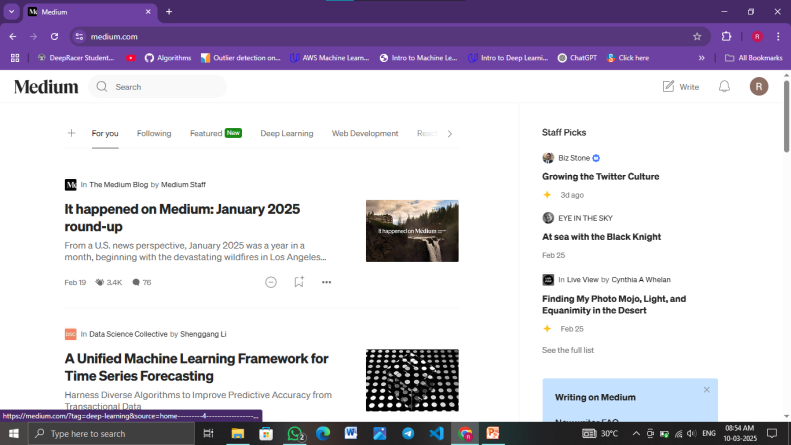 Medium
medium.com
R
DeepRacer Student...
Algorithms
Outlier detection on...
AWS Machine Learn...
Intro to Machine Le...
Intro to Deep Learni...
ChatGPT
Click here
All Bookmarks
Medium
Search
Write
R
For you
Following
Featured
New
Deep Learning
Web Development
React
In The Medium Blog by Medium Staff
It happened on Medium: January 2025
round-up
From a U.S. news perspective, January 2025 was a year in a
month, beginning with the devastating wildfires in Los Angeles...
It happened on Medium
Feb 19
3.4K
76
In Data Science Collective by Shenggang Li
A Unified Machine Learning Framework for
Time Series Forecasting
Harness Diverse Algorithms to Improve Predictive Accuracy from
Transactional Data
Staff Picks
Biz Stone
Growing the Twitter Culture
3d ago
EYE IN THE SKY
At sea with the Black Knight
Feb 25
In Live View by Cynthia A Whelan
Finding My Photo Mojo, Light, and
Equanimity in the Desert
Feb 25
See the full list
Writing on Medium
https://medium.com/?tag=deep-learning&source=home---------4------------------...
Type here to search
2
30°C
ENG
08:54 AM
10-03-2025